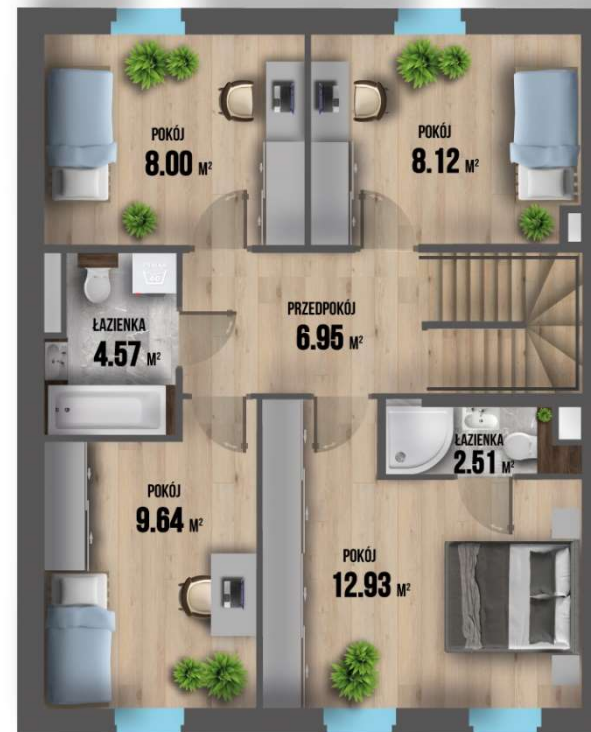 POKÓJ
8.00 M²
POKÓJ
8.12 M²
PRZEDPOKÓJ
6.95 M²
ŁAZIENKA
4.57 M²
ŁAZIENKA
2.51 M²
POKÓJ
9.64 M²
POKÓJ
12.93 M²